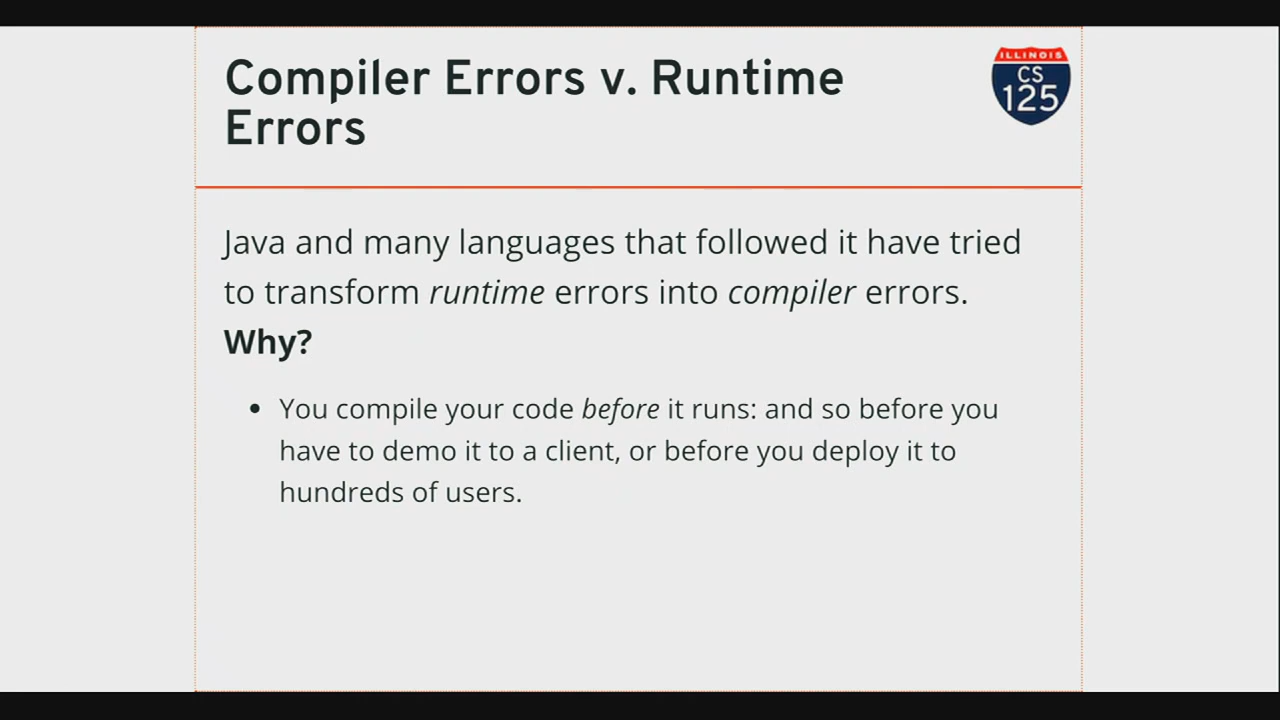 Compiler Errors v. Runtime
Errors
ILLINOIS
CS
125
Java and many languages that followed it have tried
to transform runtime errors into compiler errors.
Why?
• You compile your code before it runs: and so before you
have to demo it to a client, or before you deploy it to
hundreds of users.